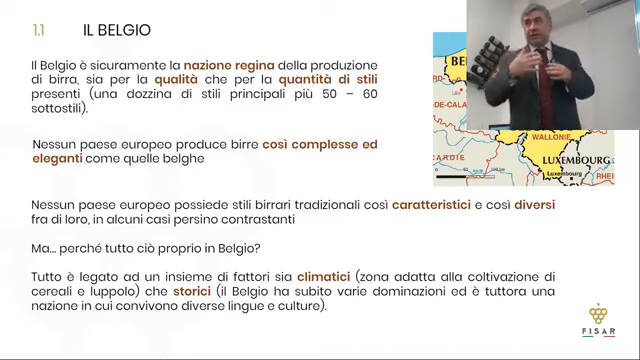 1.1 IL BELGIO
Il Belgio è sicuramente la nazione regina della produzione
di birra, sia per la qualità che per la quantità di stili
presenti (una dozzina di stili principali più 50 – 60
sottostili).
Nessun paese europeo produce birre così complesse ed
eleganti come quelle belghe
BE
DE-CALA
WALLONIE
CARDIE
LUXEMBOURG
Luxembourg
RHEI
Nessun paese europeo possiede stili birrari tradizionali così caratteristici e così diversi
fra di loro, in alcuni casi persino contrastanti
Ma... perché tutto ciò proprio in Belgio?
Tutto è legato ad un insieme di fattori sia climatici (zona adatta alla coltivazione di
cereali e luppolo) che storici (il Belgio ha subito varie dominazioni ed è tuttora una
nazione in cui convivono diverse lingue e culture).
FISAR